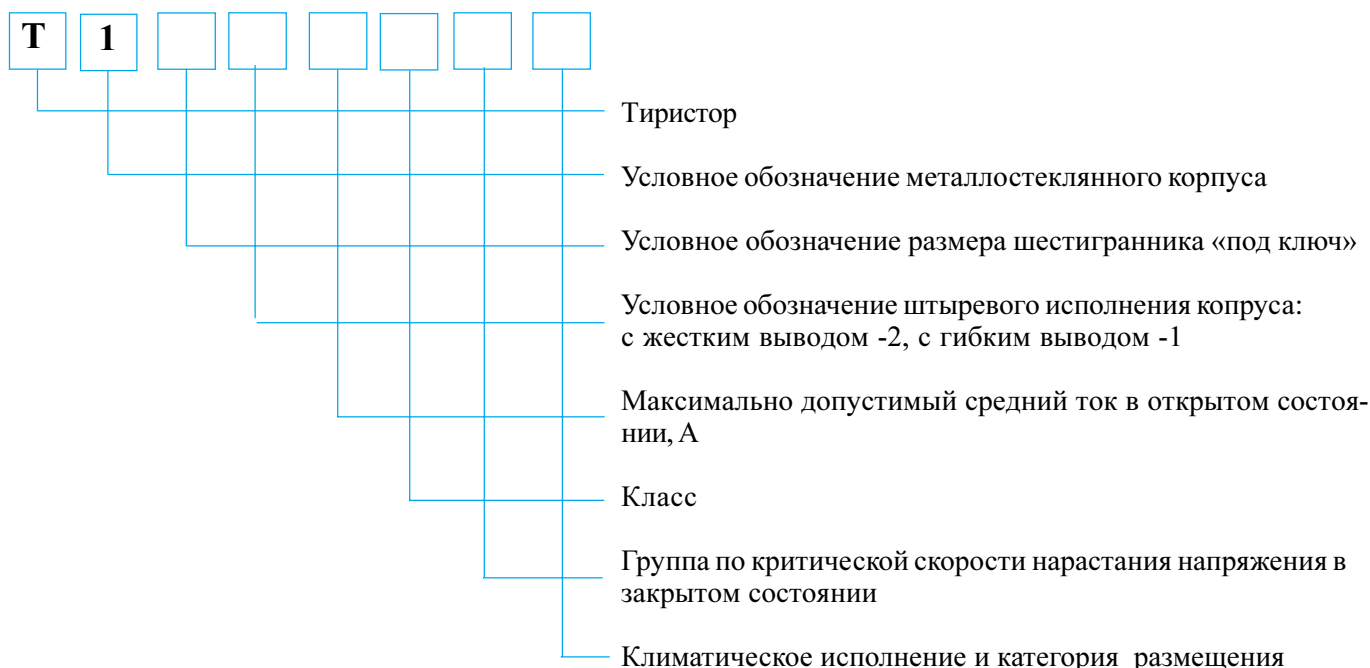 Т 1
Тиристор
Условное обозначение металлостеклянного корпуса
Условное обозначение размера шестигранника «под ключ»
Условное обозначение штыревого исполнения копруса:
с жестким выводом -2, с гибким выводом -1
Максимально допустимый средний ток в открытом состоя-
нии, А
Класс
Группа по критической скорости нарастания напряжения в
закрытом состоянии
Климатическое исполнение и категория размещения